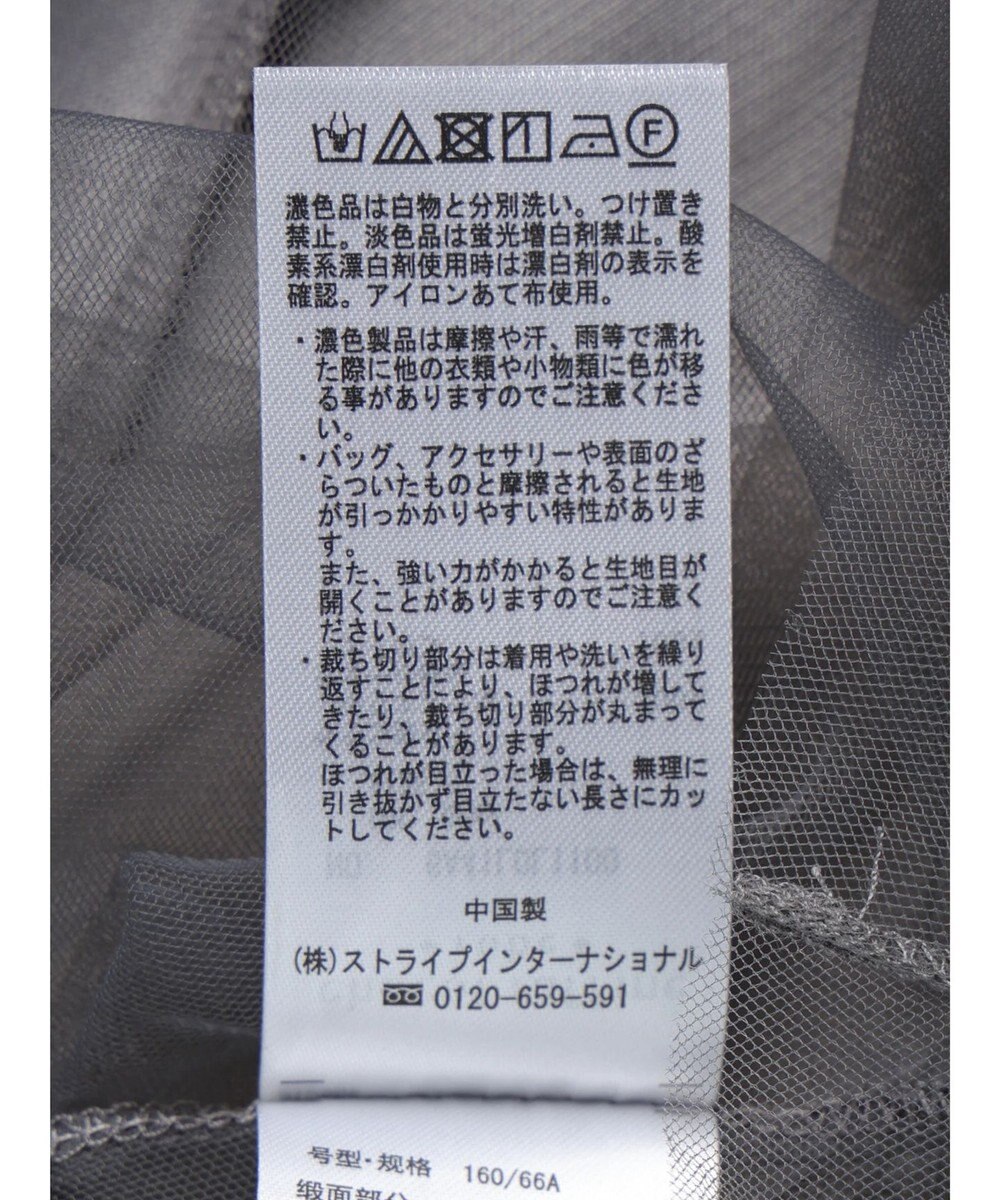 濃色品は白物と分別洗い。つけ置き
禁止。淡色品は蛍光増白剤禁止。酸
素系漂白剤使用時は漂白剤の表示を
確認。アイロンあて布使用。
・濃色製品は摩擦や汗、雨等で濡れ
た際に他の衣類や小物類に色が移
る事がありますのでご注意くださ
い。
・バッグ、アクセサリーや表面のざ
らついたものと摩擦されると生地
が引っかかりやすい特性がありま
す。
また、強い力がかかると生地目が
開くことがありますのでご注意く
ださい。
・裁ち切り部分は着用や洗いを繰り
返すことにより、ほつれが増して
きたり、裁ち切り部分が丸まって
くることがあります。
ほつれが目立った場合は、無理に
引き抜かず目立たない長さにカッ
トしてください。
中国製
(株)ストライプインターナショナル
0120-659-591
号型・规格 160/66A
缎面部分